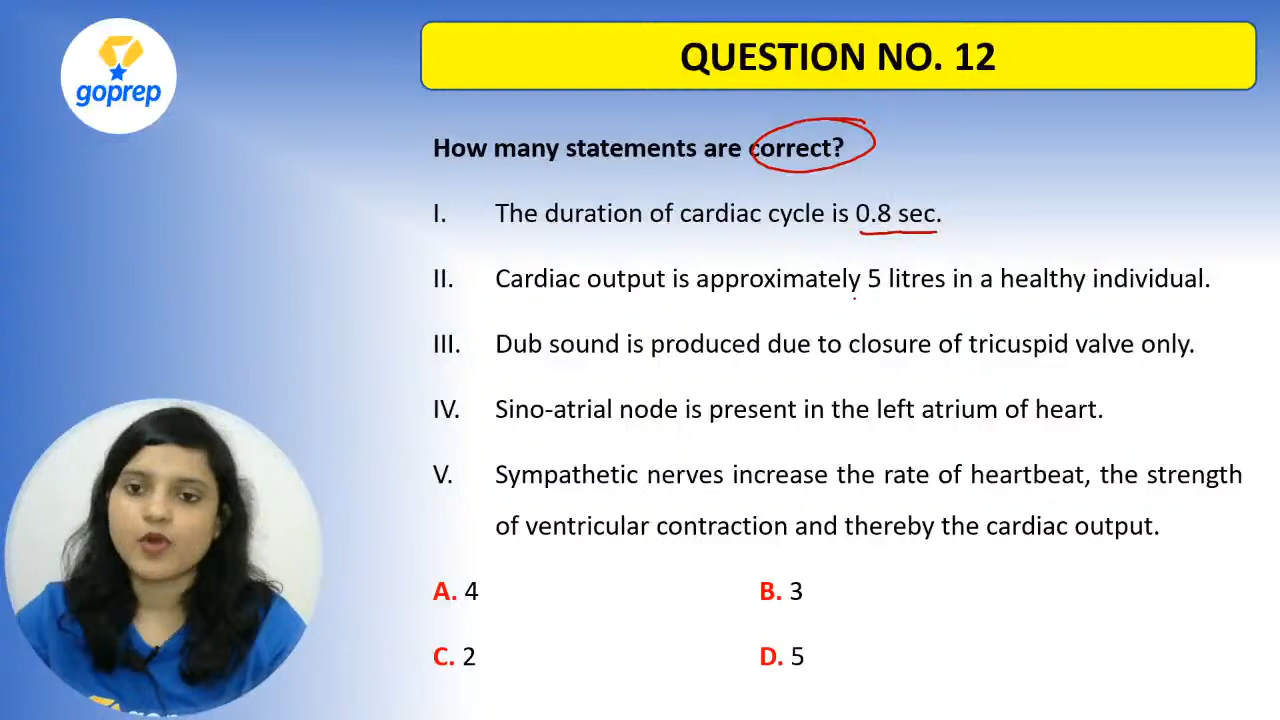 goprep
QUESTION NO. 12
How many statements are correct?
I. The duration of cardiac cycle is 0.8 sec.
II. Cardiac output is approximately 5 litres in a healthy individual.
III. Dub sound is produced due to closure of tricuspid valve only.
IV. Sino-atrial node is present in the left atrium of heart.
V. Sympathetic nerves increase the rate of heartbeat, the strength
of ventricular contraction and thereby the cardiac output.
A. 4 B. 3
C. 2 D. 5